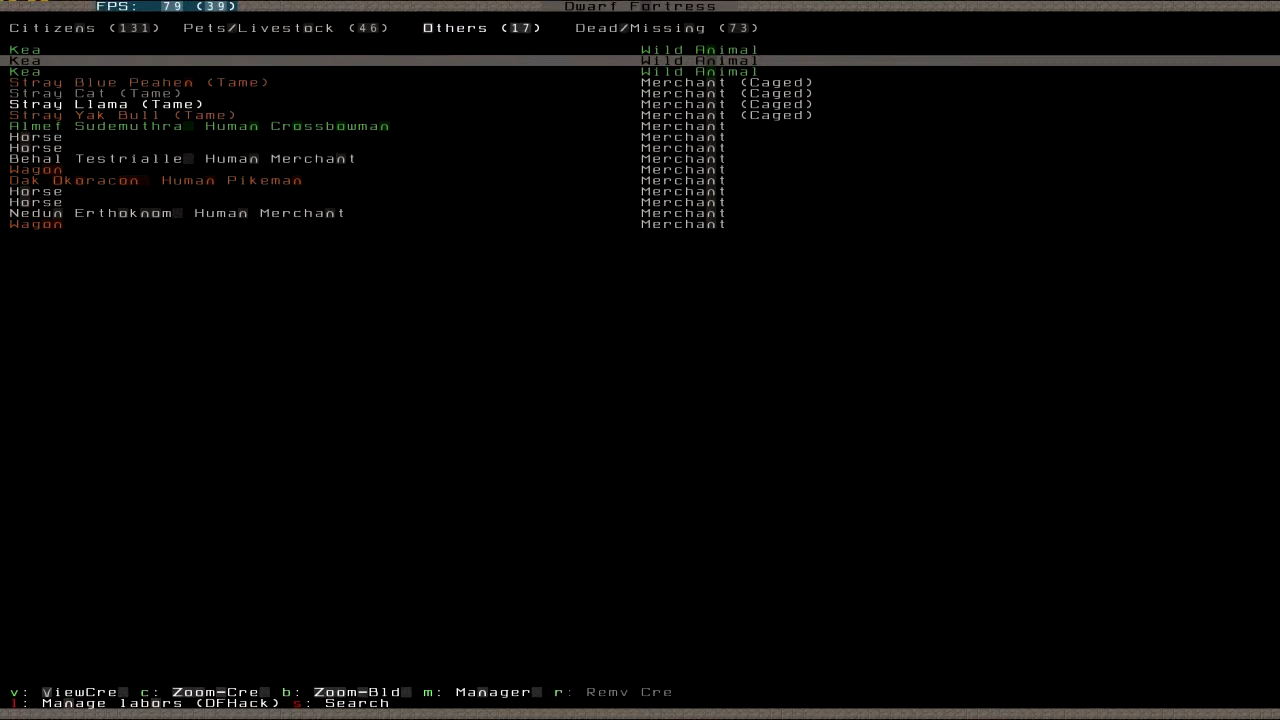 FPS: 79 (39) Dwarf Fortress
Citizens (131) Pets/Livestock (46) Others (17) Dead/Missing (73)
Kea Wild Animal
Kea Wild Animal
Kea Wild Animal
Stray Blue Peahen (Tame) Merchant (Caged)
Stray Cat (Tame) Merchant (Caged)
Stray Llama (Tame) Merchant (Caged)
Stray Yak Bull (Tame) Merchant (Caged)
Almef Sudemuthra Human Crossbowman Merchant
Horse Merchant
Horse Merchant
Behal Testrialle Human Merchant Merchant
Wagon Merchant
Dak Okoracon Human Pikeman Merchant
Horse Merchant
Horse Merchant
Nedun Erthoknom Human Merchant Merchant
Wagon Merchant
v: ViewCre c: Zoom-Cre b: Zoom-Bld m: Manager r: Remv Cre
l: Manage labors (DFHack) s: Search